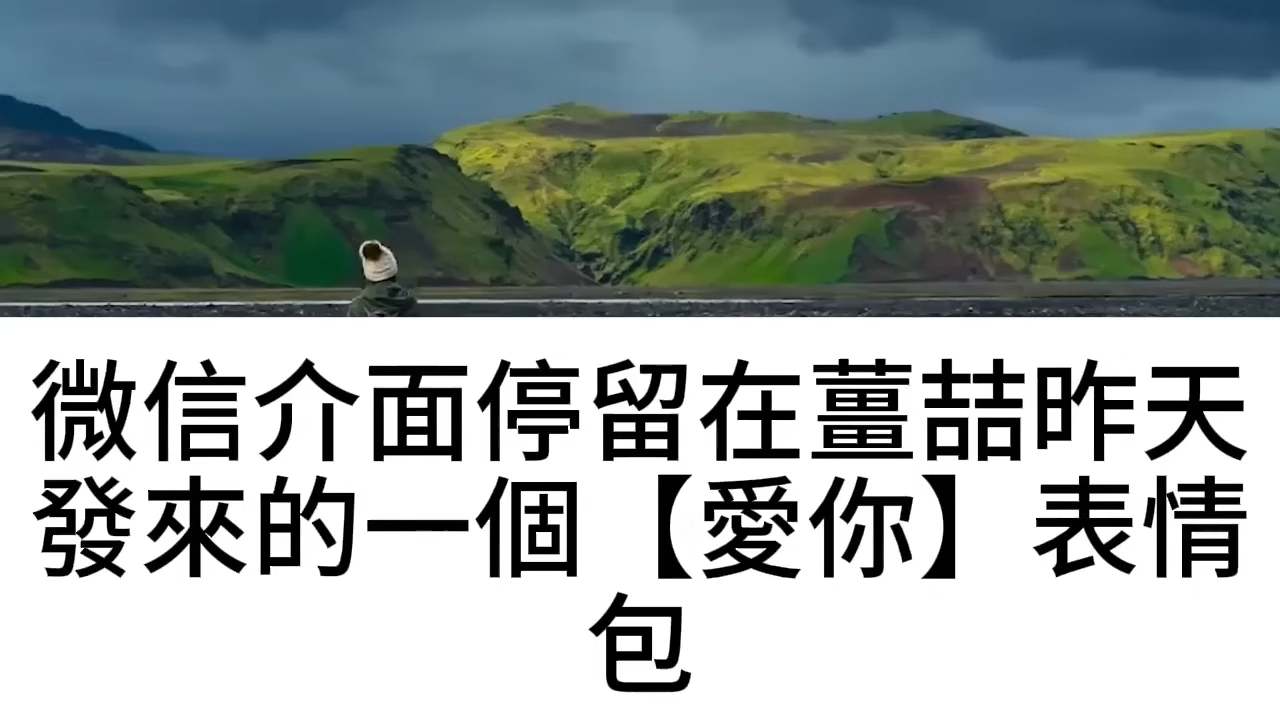 微信介面停留在薑喆昨天
發來的一個【愛你】表情
包